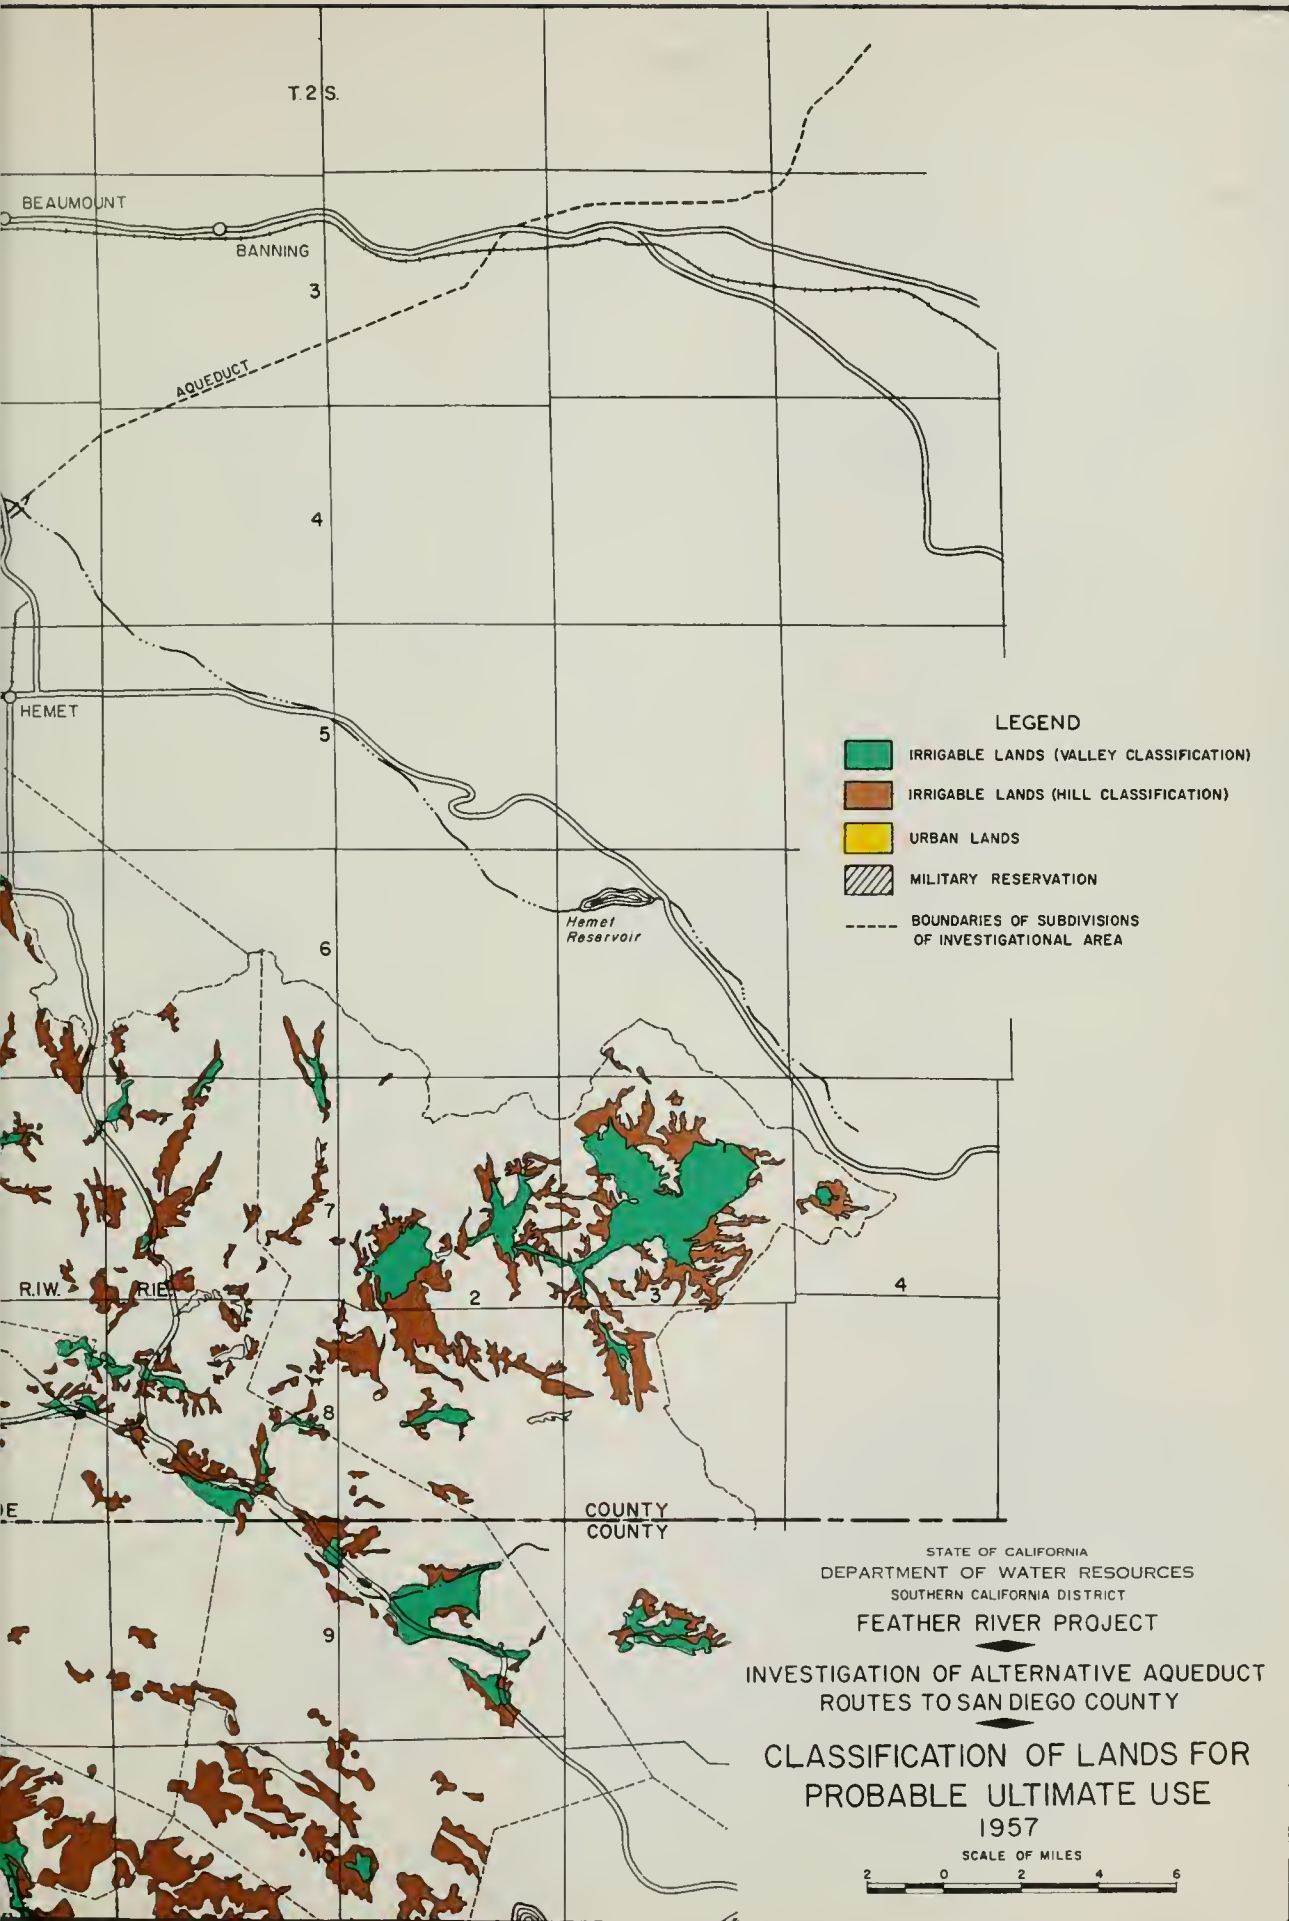 T. 2 S.
BEAUMOUNT
BANNING
3
AQUEDUCT
4
HEMET
5
LEGEND
IRRIGABLE LANDS (VALLEY CLASSIFICATION)
IRRIGABLE LANDS (HILL CLASSIFICATION)
URBAN LANDS
MILITARY RESERVATION
BOUNDARIES OF SUBDIVISIONS
OF INVESTIGATIONAL AREA
Hemet
Reservoir
6
7
R.1W.
R.1E.
2
3
4
8
COUNTY
COUNTY
9
10
STATE OF CALIFORNIA
DEPARTMENT OF WATER RESOURCES
SOUTHERN CALIFORNIA DISTRICT
FEATHER RIVER PROJECT
INVESTIGATION OF ALTERNATIVE AQUEDUCT
ROUTES TO SAN DIEGO COUNTY
CLASSIFICATION OF LANDS FOR
PROBABLE ULTIMATE USE
1957
SCALE OF MILES
2 0 2 4 6